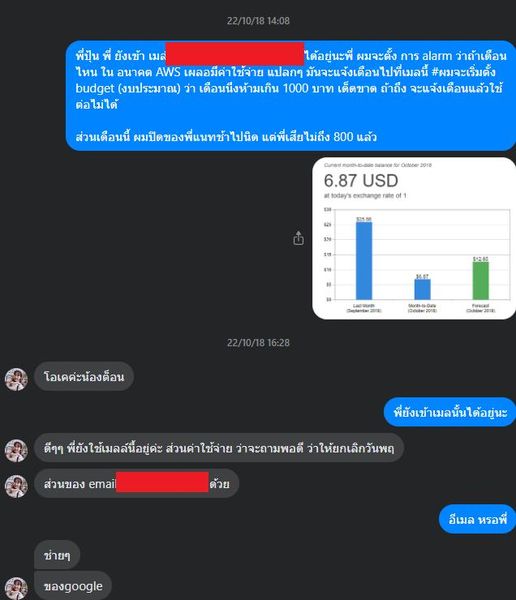 22/10/18 14:08
พี่ปุ้น พี่ ยังเข้า เมล์ ได้อยู่นะพี่ ผมจะตั้ง การ alarm ว่าถ้าเดือน
ไหน ใน อนาคต AWS เผลอมีค่าใช้จ่าย แปลกๆ มันจะแจ้งเตือนไปที่เมลนี้ #ผมจะเริ่มตั้ง
budget (งบประมาณ) ว่า เดือนนึงห้ามเกิน 1000 บาท เด็ดขาด ถ้าถึง จะแจ้งเตือนแล้วใช้
ต่อไม่ได้
ส่วนเดือนนี้ ผมปิดของพี่แนทช้าไปนิด แต่พี่เสียไม่ถึง 800 แล้ว
Current month-to-date balance for October 2018
6.87 USD
at today's exchange rate of 1
$30
$25
$20
$15
$10
$5
$0
$6.87
$12.65
Last Month
(September 2018)
Month-to-Date
(October 2018)
Forecast
(October 2018)
22/10/18 16:28
โอเคค่ะน้องต็อน
พี่ยังเข้าเมลนั้นได้อยู่นะ
ดีๆๆ พี่ยังใช้เมลล์นี้อยู่ค่ะ ส่วนค่าใช้จ่าย ว่าจะถามพอดี ว่าให้ยกเลิกวันพฤ
ส่วนของ email ด้วย
อีเมล หรอพี่
ช่ายๆ
ของgoogle